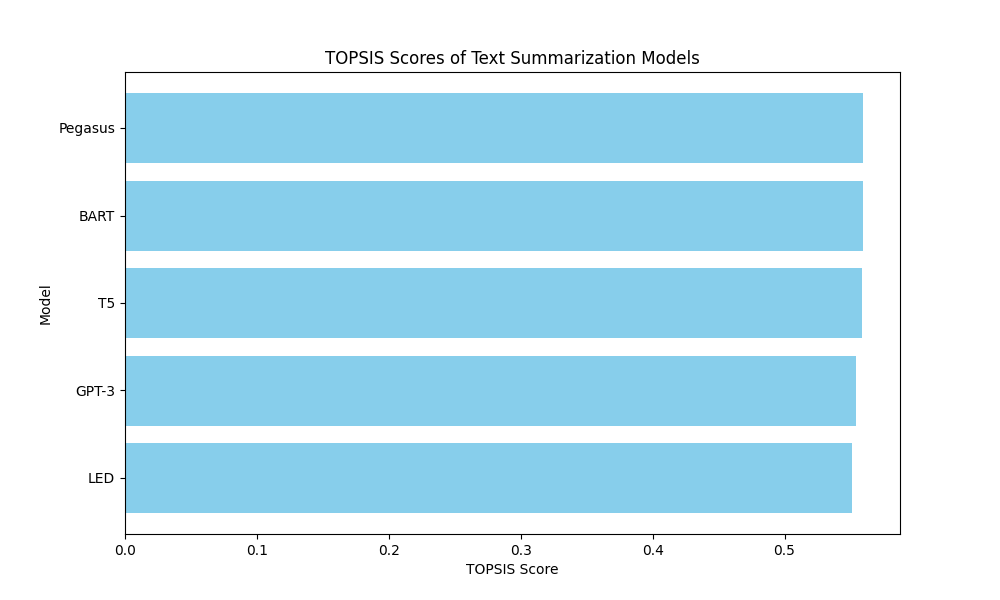 TOPSIS Scores of Text Summarization Models
Pegasus
BART
T5
GPT-3
LED
Model
0.0 0.1 0.2 0.3 0.4 0.5
TOPSIS Score